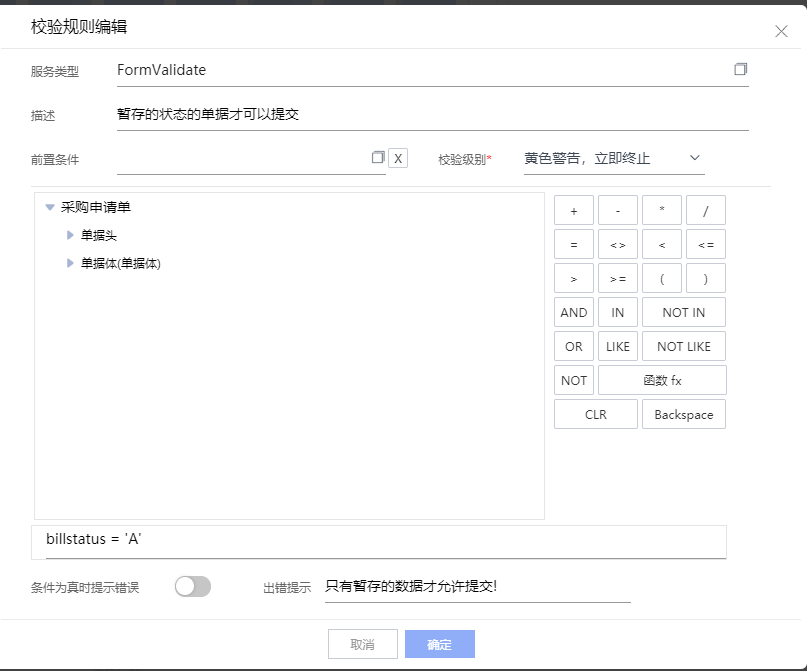 校验规则编辑
服务类型 FormValidate
描述 暂存的状态的单据才可以提交
前置条件 X 校验级别* 黄色警告，立即终止
采购申请单
单据头
单据体(单据体)
+ - * /
= <> < <=
> >= ( )
AND IN NOT IN
OR LIKE NOT LIKE
NOT 函数 fx
CLR Backspace
billstatus = 'A'
条件为真时提示错误 出错提示 只有暂存的数据才允许提交!
取消 确定